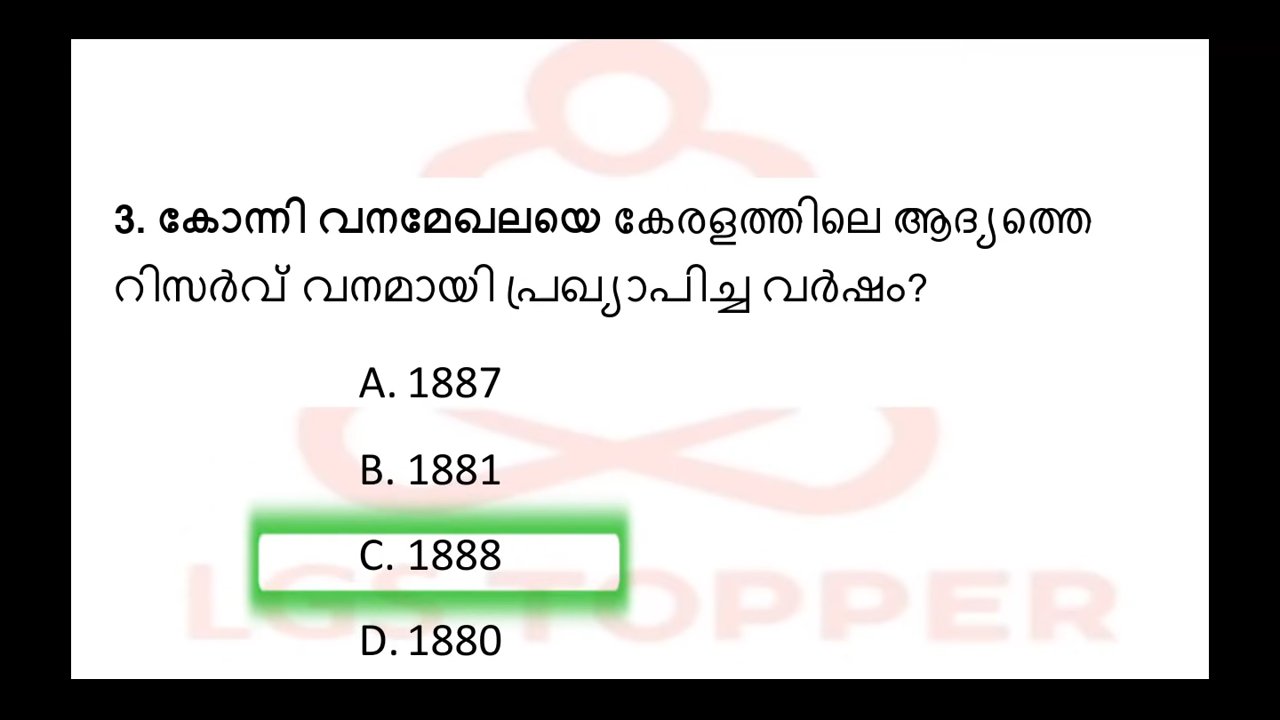 3. കോന്നി വനമേഖലയെ കേരളത്തിലെ ആദ്യത്തെ
റിസർവ് വനമായി പ്രഖ്യാപിച്ച വർഷം?
A. 1887
B. 1881
C. 1888
LGS TOPPER
D. 1880